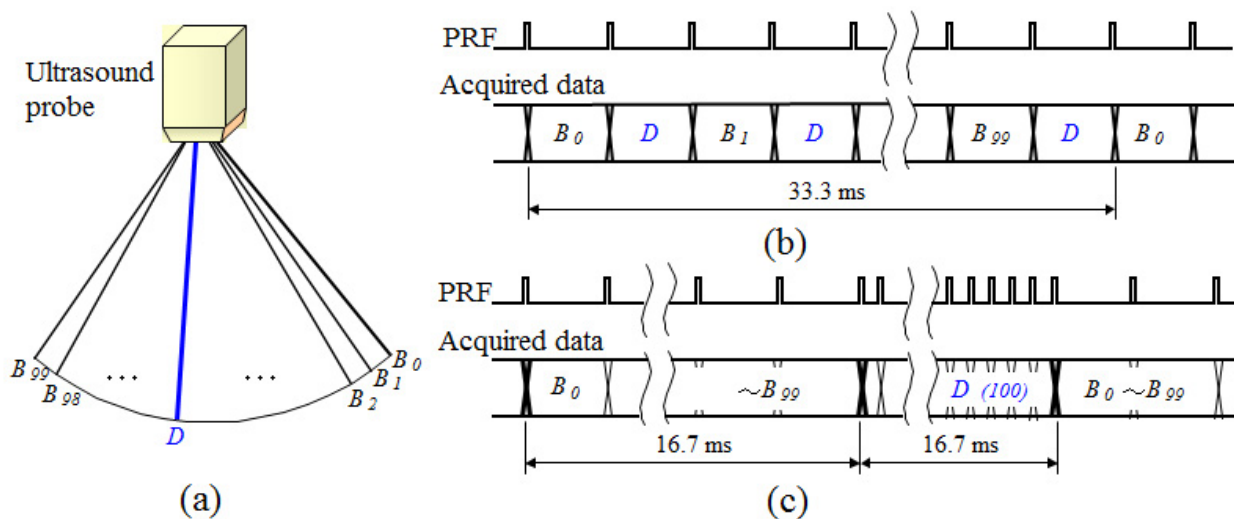 Ultrasound
probe
B0
B1
B2
B99
B98
... ...
D
(a)
PRF
Acquired data
B0 D B1 D B99 D B0
33.3 ms
(b)
PRF
Acquired data
B0 ~B99 D (100) B0 ~B99
16.7 ms 16.7 ms
(c)